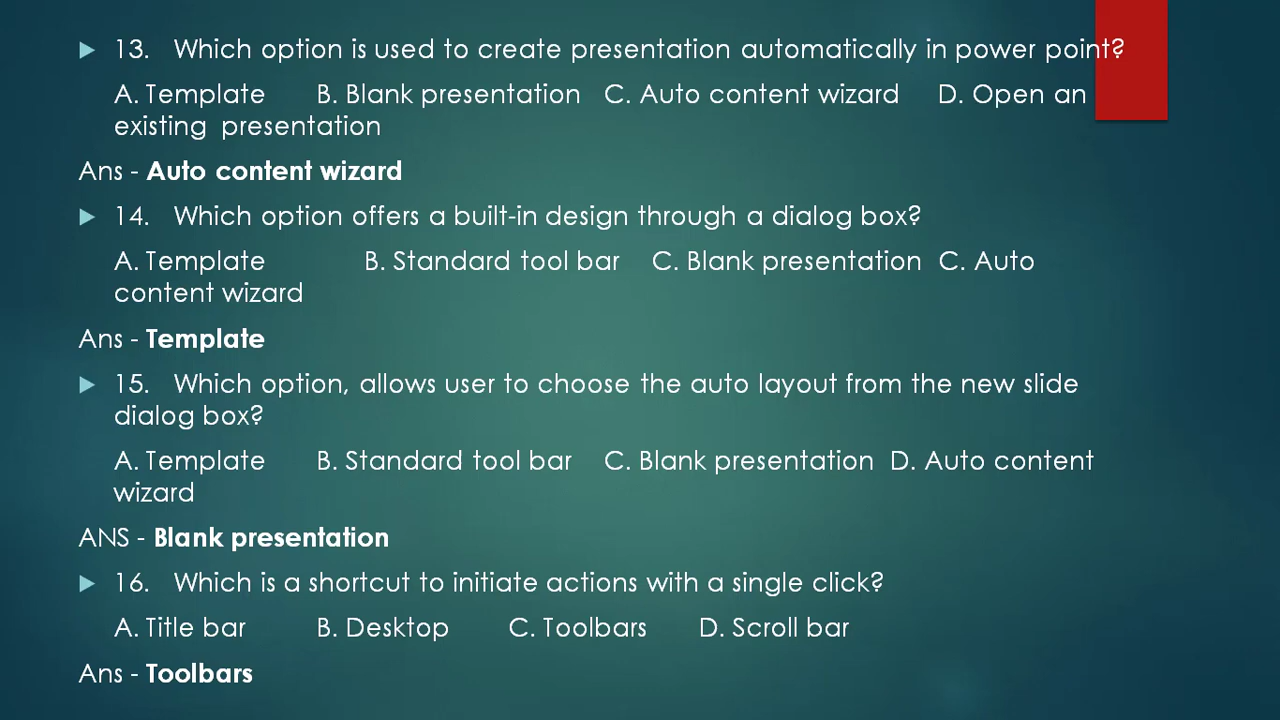 13. Which option is used to create presentation automatically in power point?
A. Template B. Blank presentation C. Auto content wizard D. Open an
existing presentation
Ans - Auto content wizard
14. Which option offers a built-in design through a dialog box?
A. Template B. Standard tool bar C. Blank presentation C. Auto
content wizard
Ans - Template
15. Which option, allows user to choose the auto layout from the new slide
dialog box?
A. Template B. Standard tool bar C. Blank presentation D. Auto content
wizard
ANS - Blank presentation
16. Which is a shortcut to initiate actions with a single click?
A. Title bar B. Desktop C. Toolbars D. Scroll bar
Ans - Toolbars